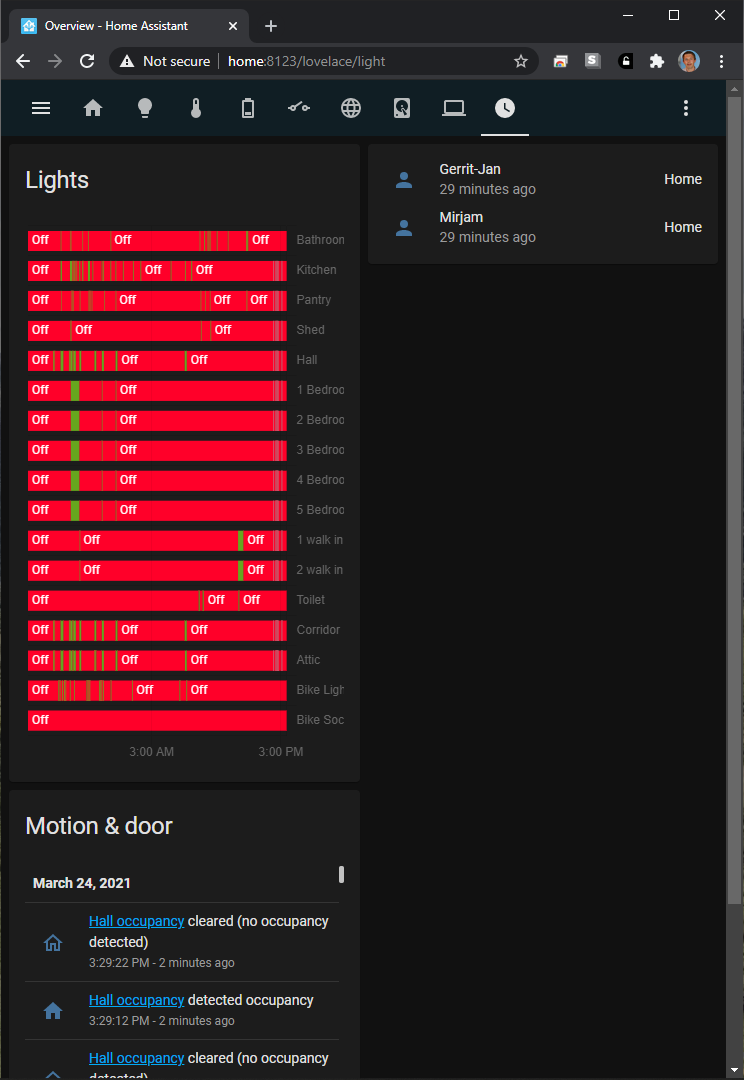 Overview - Home Assistant
Not secure | home:8123/lovelace/light
Lights
Off Off Off Bathroon
Off Off Off Kitchen
Off Off Off Off Pantry
Off Off Off Shed
Off Off Off Hall
Off Off 1 Bedroo
Off Off 2 Bedroo
Off Off 3 Bedroo
Off Off 4 Bedroo
Off Off 5 Bedroo
Off Off Off 1 walk in
Off Off Off 2 walk in
Off Off Off Toilet
Off Off Off Corridor
Off Off Off Attic
Off Off Off Bike Ligh
Off Bike Soc
3:00 AM 3:00 PM
Gerrit-Jan
29 minutes ago
Home
Mirjam
29 minutes ago
Home
Motion & door
March 24, 2021
Hall occupancy cleared (no occupancy
detected)
3:29:22 PM - 2 minutes ago
Hall occupancy detected occupancy
3:29:12 PM - 2 minutes ago
Hall occupancy cleared (no occupancy
detected)